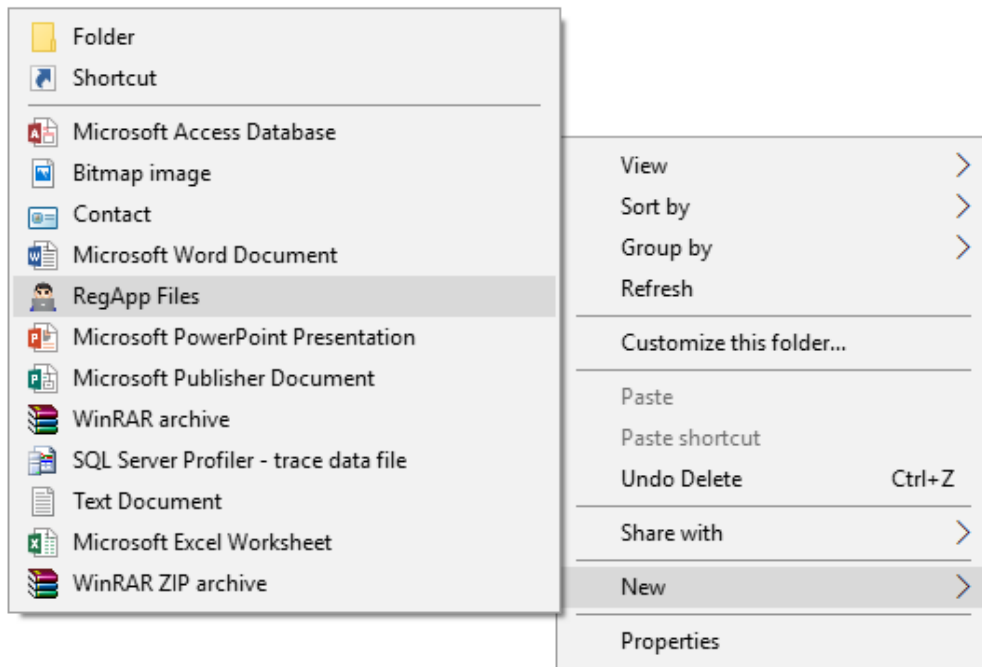 Folder
Shortcut
Microsoft Access Database
Bitmap image
Contact
Microsoft Word Document
RegApp Files
Microsoft PowerPoint Presentation
Microsoft Publisher Document
WinRAR archive
SQL Server Profiler - trace data file
Text Document
Microsoft Excel Worksheet
WinRAR ZIP archive
View
Sort by
Group by
Refresh
Customize this folder...
Paste
Paste shortcut
Undo Delete Ctrl+Z
Share with
New
Properties